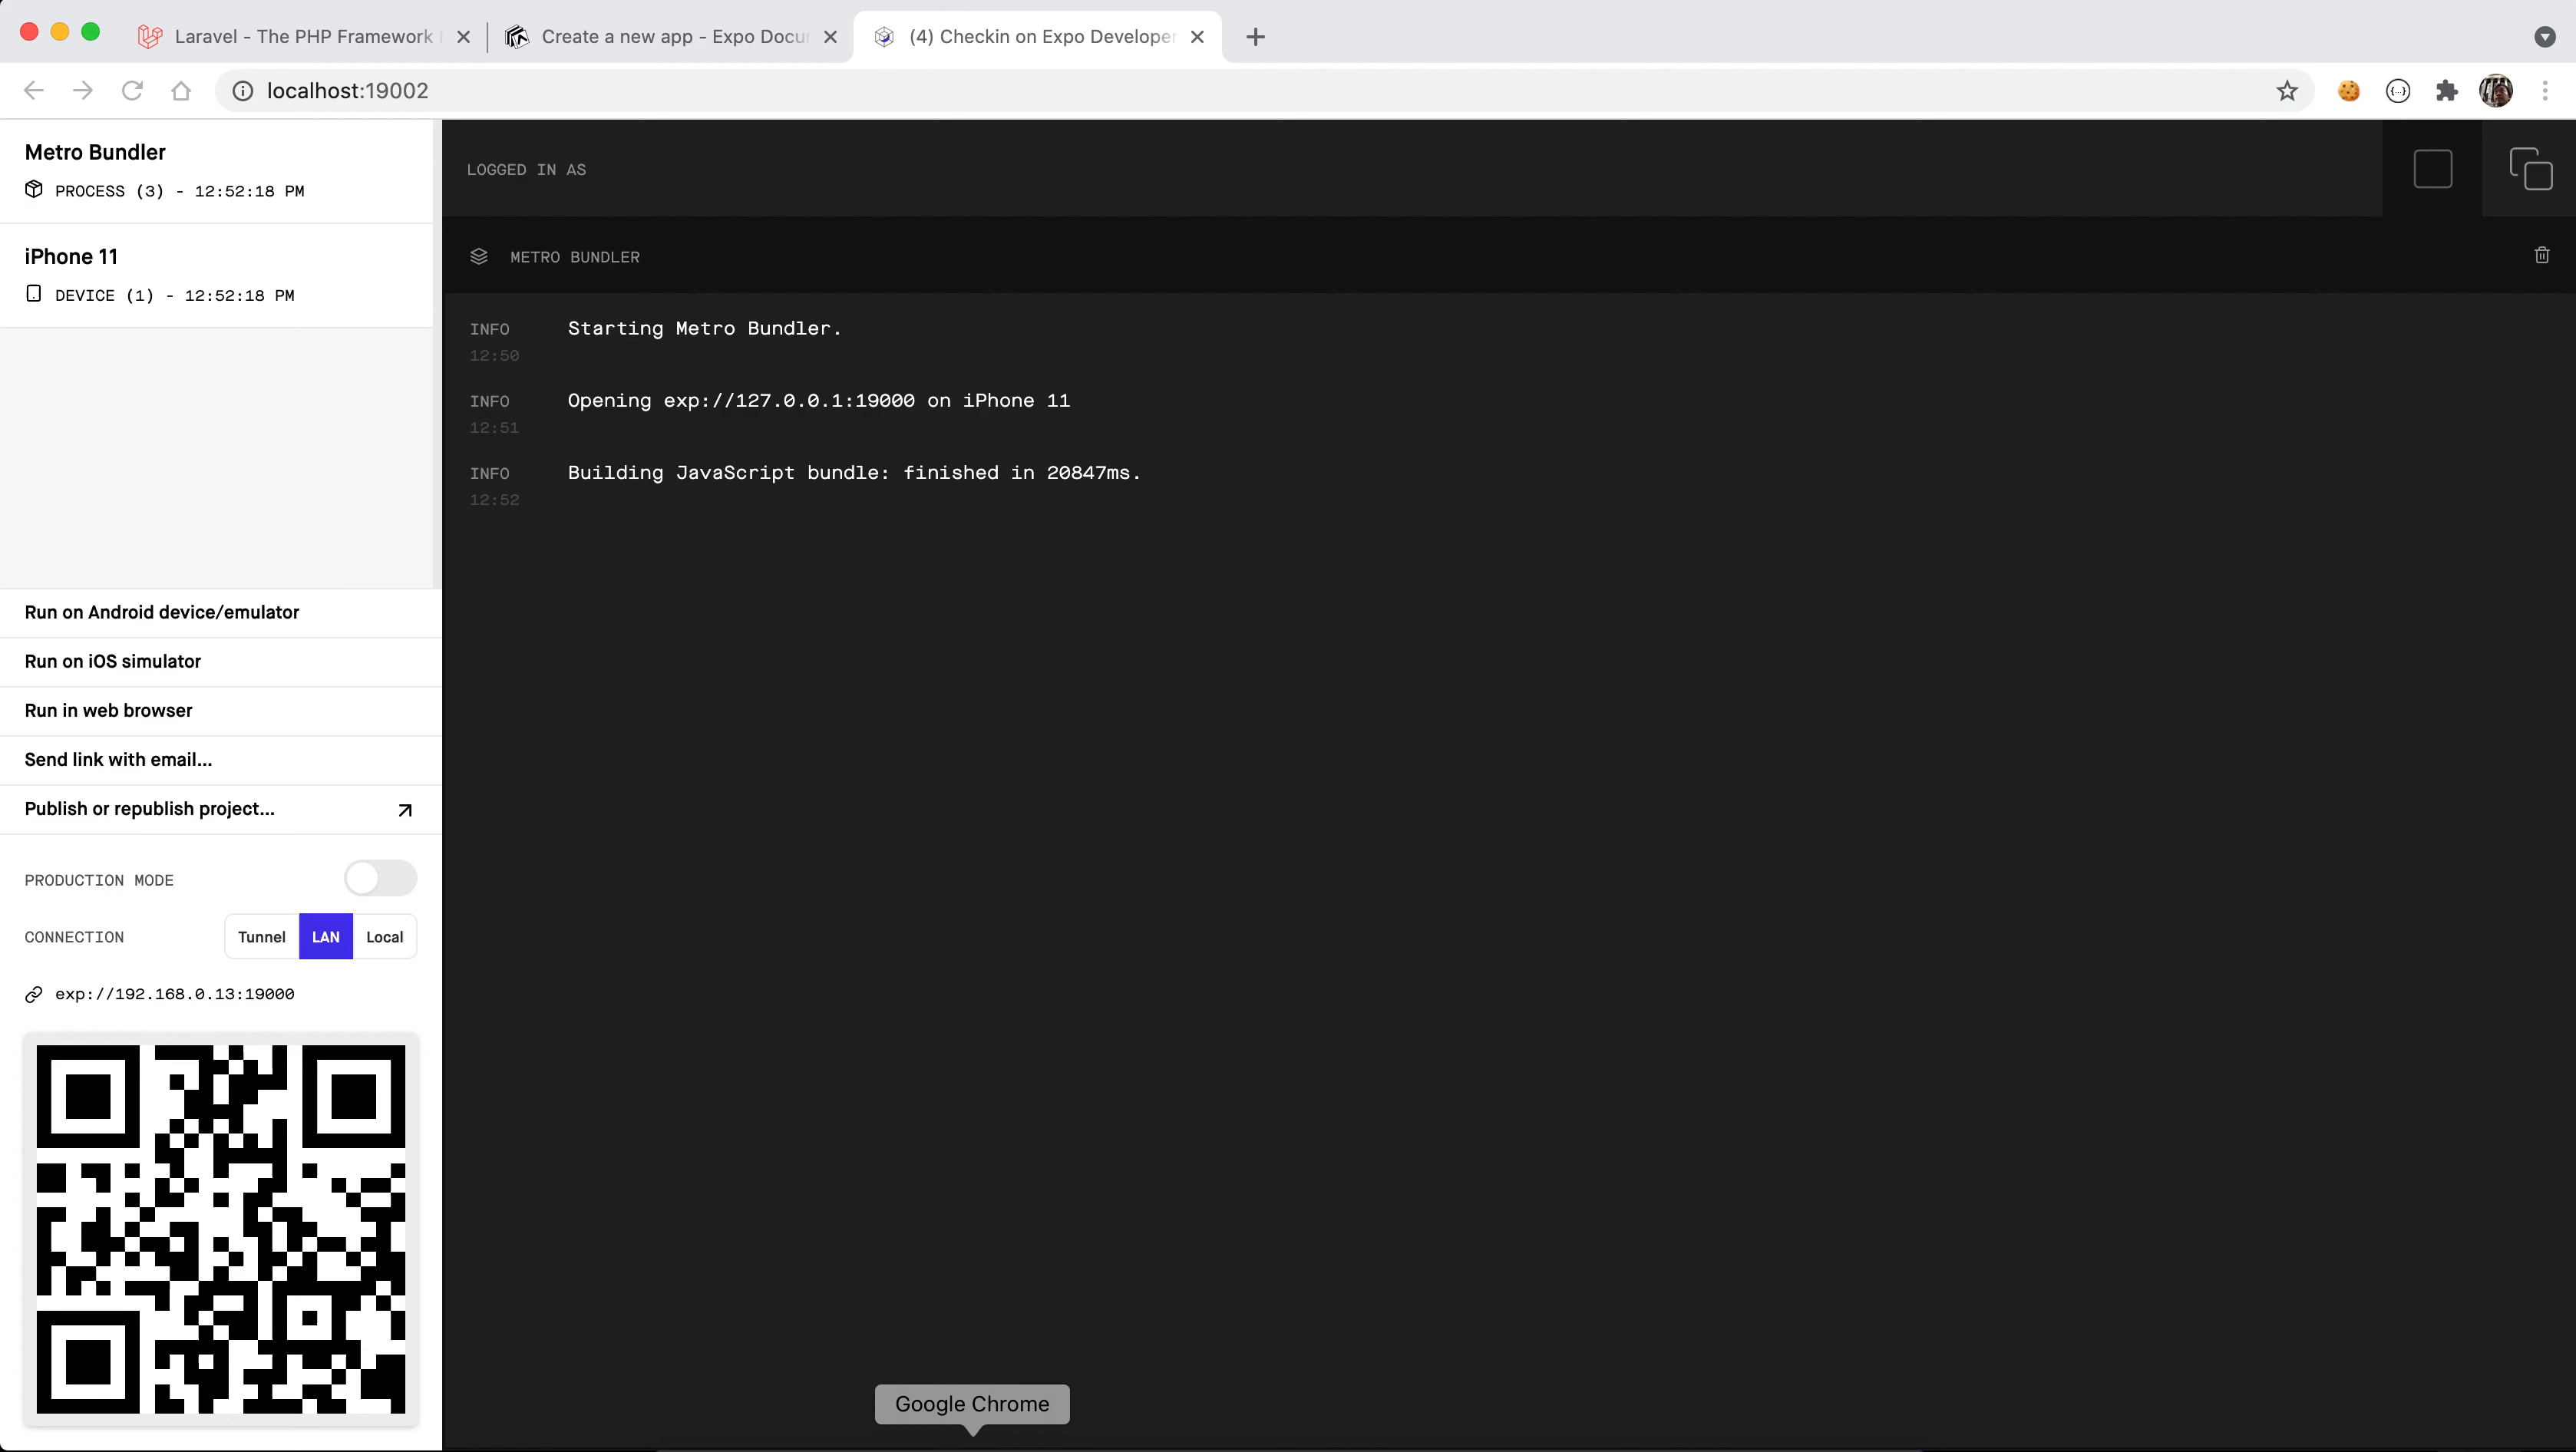 Laravel - The PHP Framework
Create a new app - Expo Docu
(4) Checkin on Expo Developer
localhost:19002
Metro Bundler
PROCESS (3) - 12:52:18 PM
iPhone 11
DEVICE (1) - 12:52:18 PM
Run on Android device/emulator
Run on iOS simulator
Run in web browser
Send link with email...
Publish or republish project...
PRODUCTION MODE
CONNECTION Tunnel LAN Local
exp://192.168.0.13:19000
LOGGED IN AS
METRO BUNDLER
INFO Starting Metro Bundler.
12:50
INFO Opening exp://127.0.0.1:19000 on iPhone 11
12:51
INFO Building JavaScript bundle: finished in 20847ms.
12:52
Google Chrome